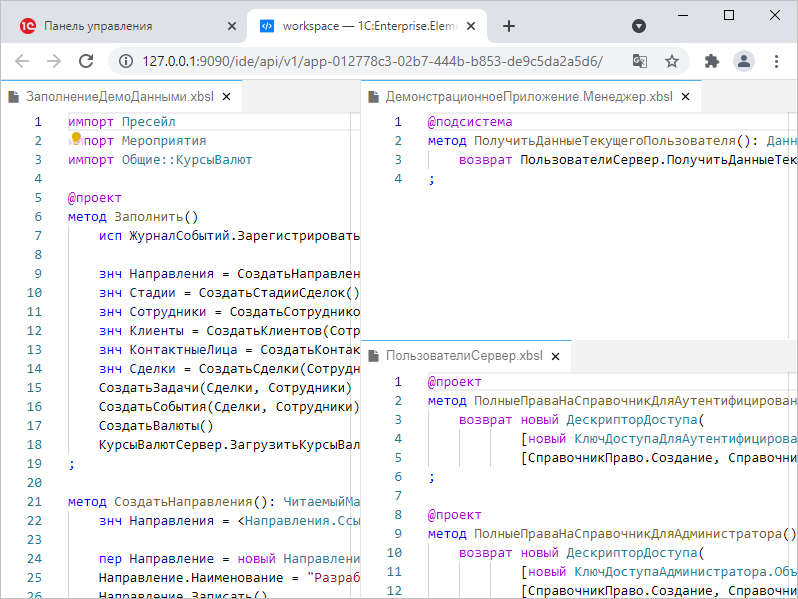 Панель управления
workspace — 1C:Enterprise.Elem
127.0.0.1:9090/ide/api/v1/app-012778c3-02b7-444b-b853-de9c5da2a5d6/
ЗаполнениеДемоДанными.xbsl
1 импорт Пресейл
2 импорт Мероприятия
3 импорт Общие::КурсыВалют
4
5 @проект
6 метод Заполнить()
7 исп ЖурналСобытий.Зарегистрировать
8
9 знч Направления = СоздатьНаправлен
10 знч Стадии = СоздатьСтадииСделок()
11 знч Сотрудники = СоздатьСотруднико
12 знч Клиенты = СоздатьКлиентов(Сотр
13 знч КонтактныеЛица = СоздатьКонтак
14 знч Сделки = СоздатьСделки(Сотрудн
15 СоздатьЗадачи(Сделки, Сотрудники)
16 СоздатьСобытия(Сделки, Сотрудники)
17 СоздатьВалюты()
18 КурсыВалютСервер.ЗагрузитьКурсыВал
19 ;
20
21 метод СоздатьНаправления(): ЧитаемыйМа
22 знч Направления = <Направления.Ссы
23
24 пер Направление = новый Направлени
25 Направление.Наименование = "Разраб
26 Направление.Записать()
ДемонстрационноеПриложение.Менеджер.xbsl
1 @подсистема
2 метод ПолучитьДанныеТекущегоПользователя(): Данн
3 возврат ПользователиСервер.ПолучитьДанныеТек
4 ;
ПользователиСервер.xbsl
1 @проект
2 метод ПолныеПраваНаСправочникДляАутентифицирован
3 возврат новый ДескрипторДоступа(
4 [новый КлючДоступаДляАутентифицирова
5 [СправочникПраво.Создание, Справочни
6 ;
7
8 @проект
9 метод ПолныеПраваНаСправочникДляАдминистратора()
10 возврат новый ДескрипторДоступа(
11 [новый КлючДоступаАдминистратора.Объ
12 [СправочникПраво.Создание, Справочни